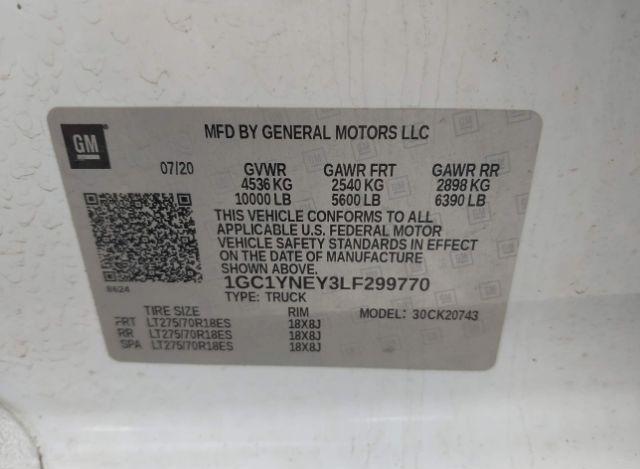 GM
MFD BY GENERAL MOTORS LLC
07/20 GVWR GAWR FRT GAWR RR
4536 KG 2540 KG 2898 KG
10000 LB 5600 LB 6390 LB
THIS VEHICLE CONFORMS TO ALL
APPLICABLE U.S. FEDERAL MOTOR
VEHICLE SAFETY STANDARDS IN EFFECT
ON THE DATE OF MANUFACTURE
SHOWN ABOVE.
8624
1GC1YNEY3LF299770
TYPE: TRUCK
TIRE SIZE RIM MODEL: 30CK20743
FRT LT275/70R18ES 18X8J
RR LT275/70R18ES 18X8J
SPA LT275/70R18ES 18X8J